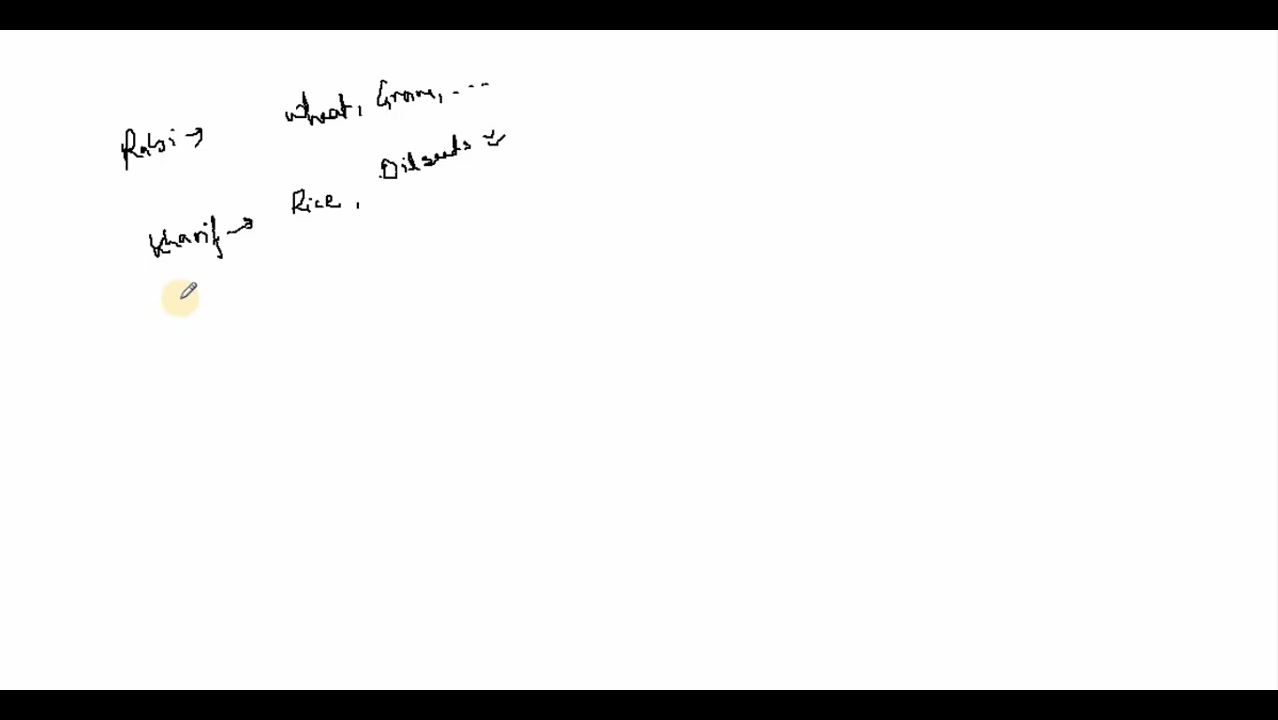 Rabi → Wheat, Gram, ...
Kharif → Rice, Oilseeds